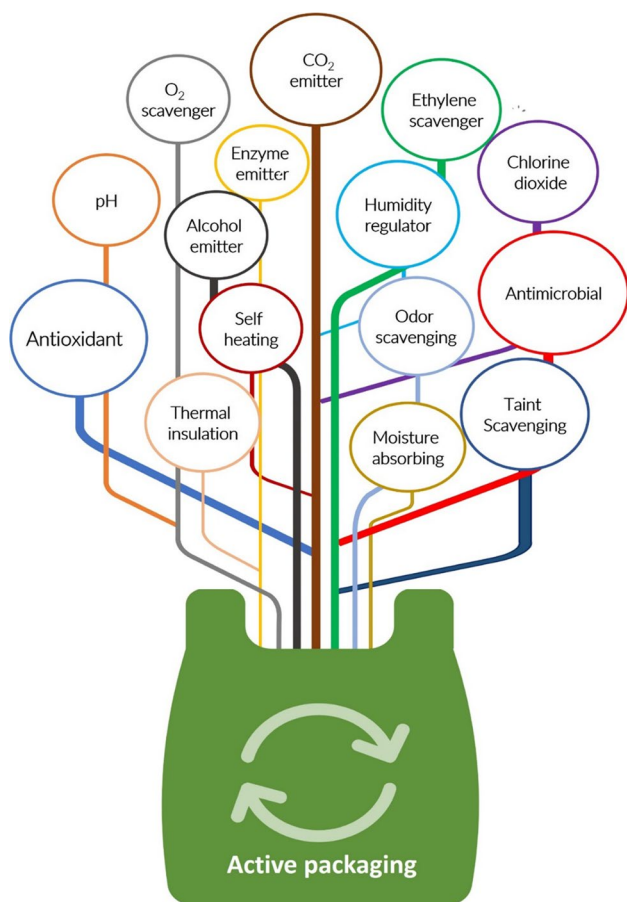 CO₂
emitter
O₂
scavenger
Ethylene
scavenger
Enzyme
emitter
Chlorine
dioxide
pH
Alcohol
emitter
Humidity
regulator
Antimicrobial
Antioxidant
Self
heating
Odor
scavenging
Thermal
insulation
Moisture
absorbing
Taint
Scavenging
Active packaging